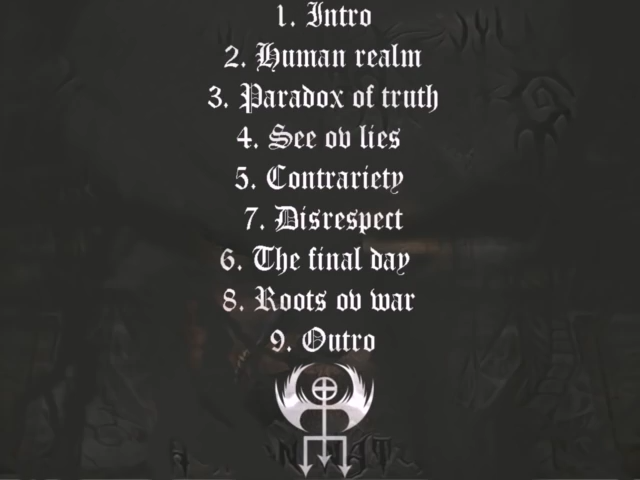 1. Intro
2. Human realm
3. Paradox of truth
4. See ov lies
5. Contrariety
7. Disrespect
6. The final day
8. Roots ov war
9. Outro